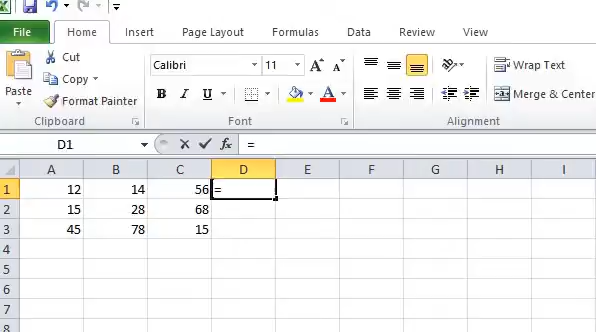 File Home Insert Page Layout Formulas Data Review View
Cut Calibri 11 A A Wrap Text
Copy
Paste Format Painter B I U A Merge & Center
Clipboard Font Alignment
D1 fx =
A B C D E F G H I
1 12 14 56 =
2 15 28 68
3 45 78 15
4
5
6
7
8